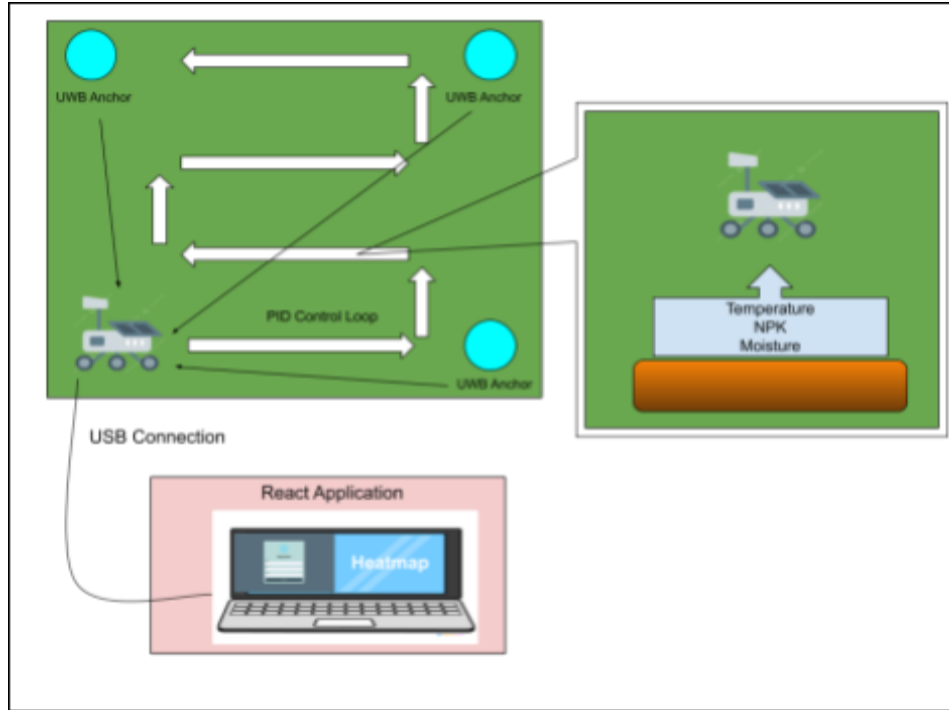 UWB Anchor
UWB Anchor
PID Control Loop
UWB Anchor
Temperature
NPK
Moisture
USB Connection
React Application
Heatmap